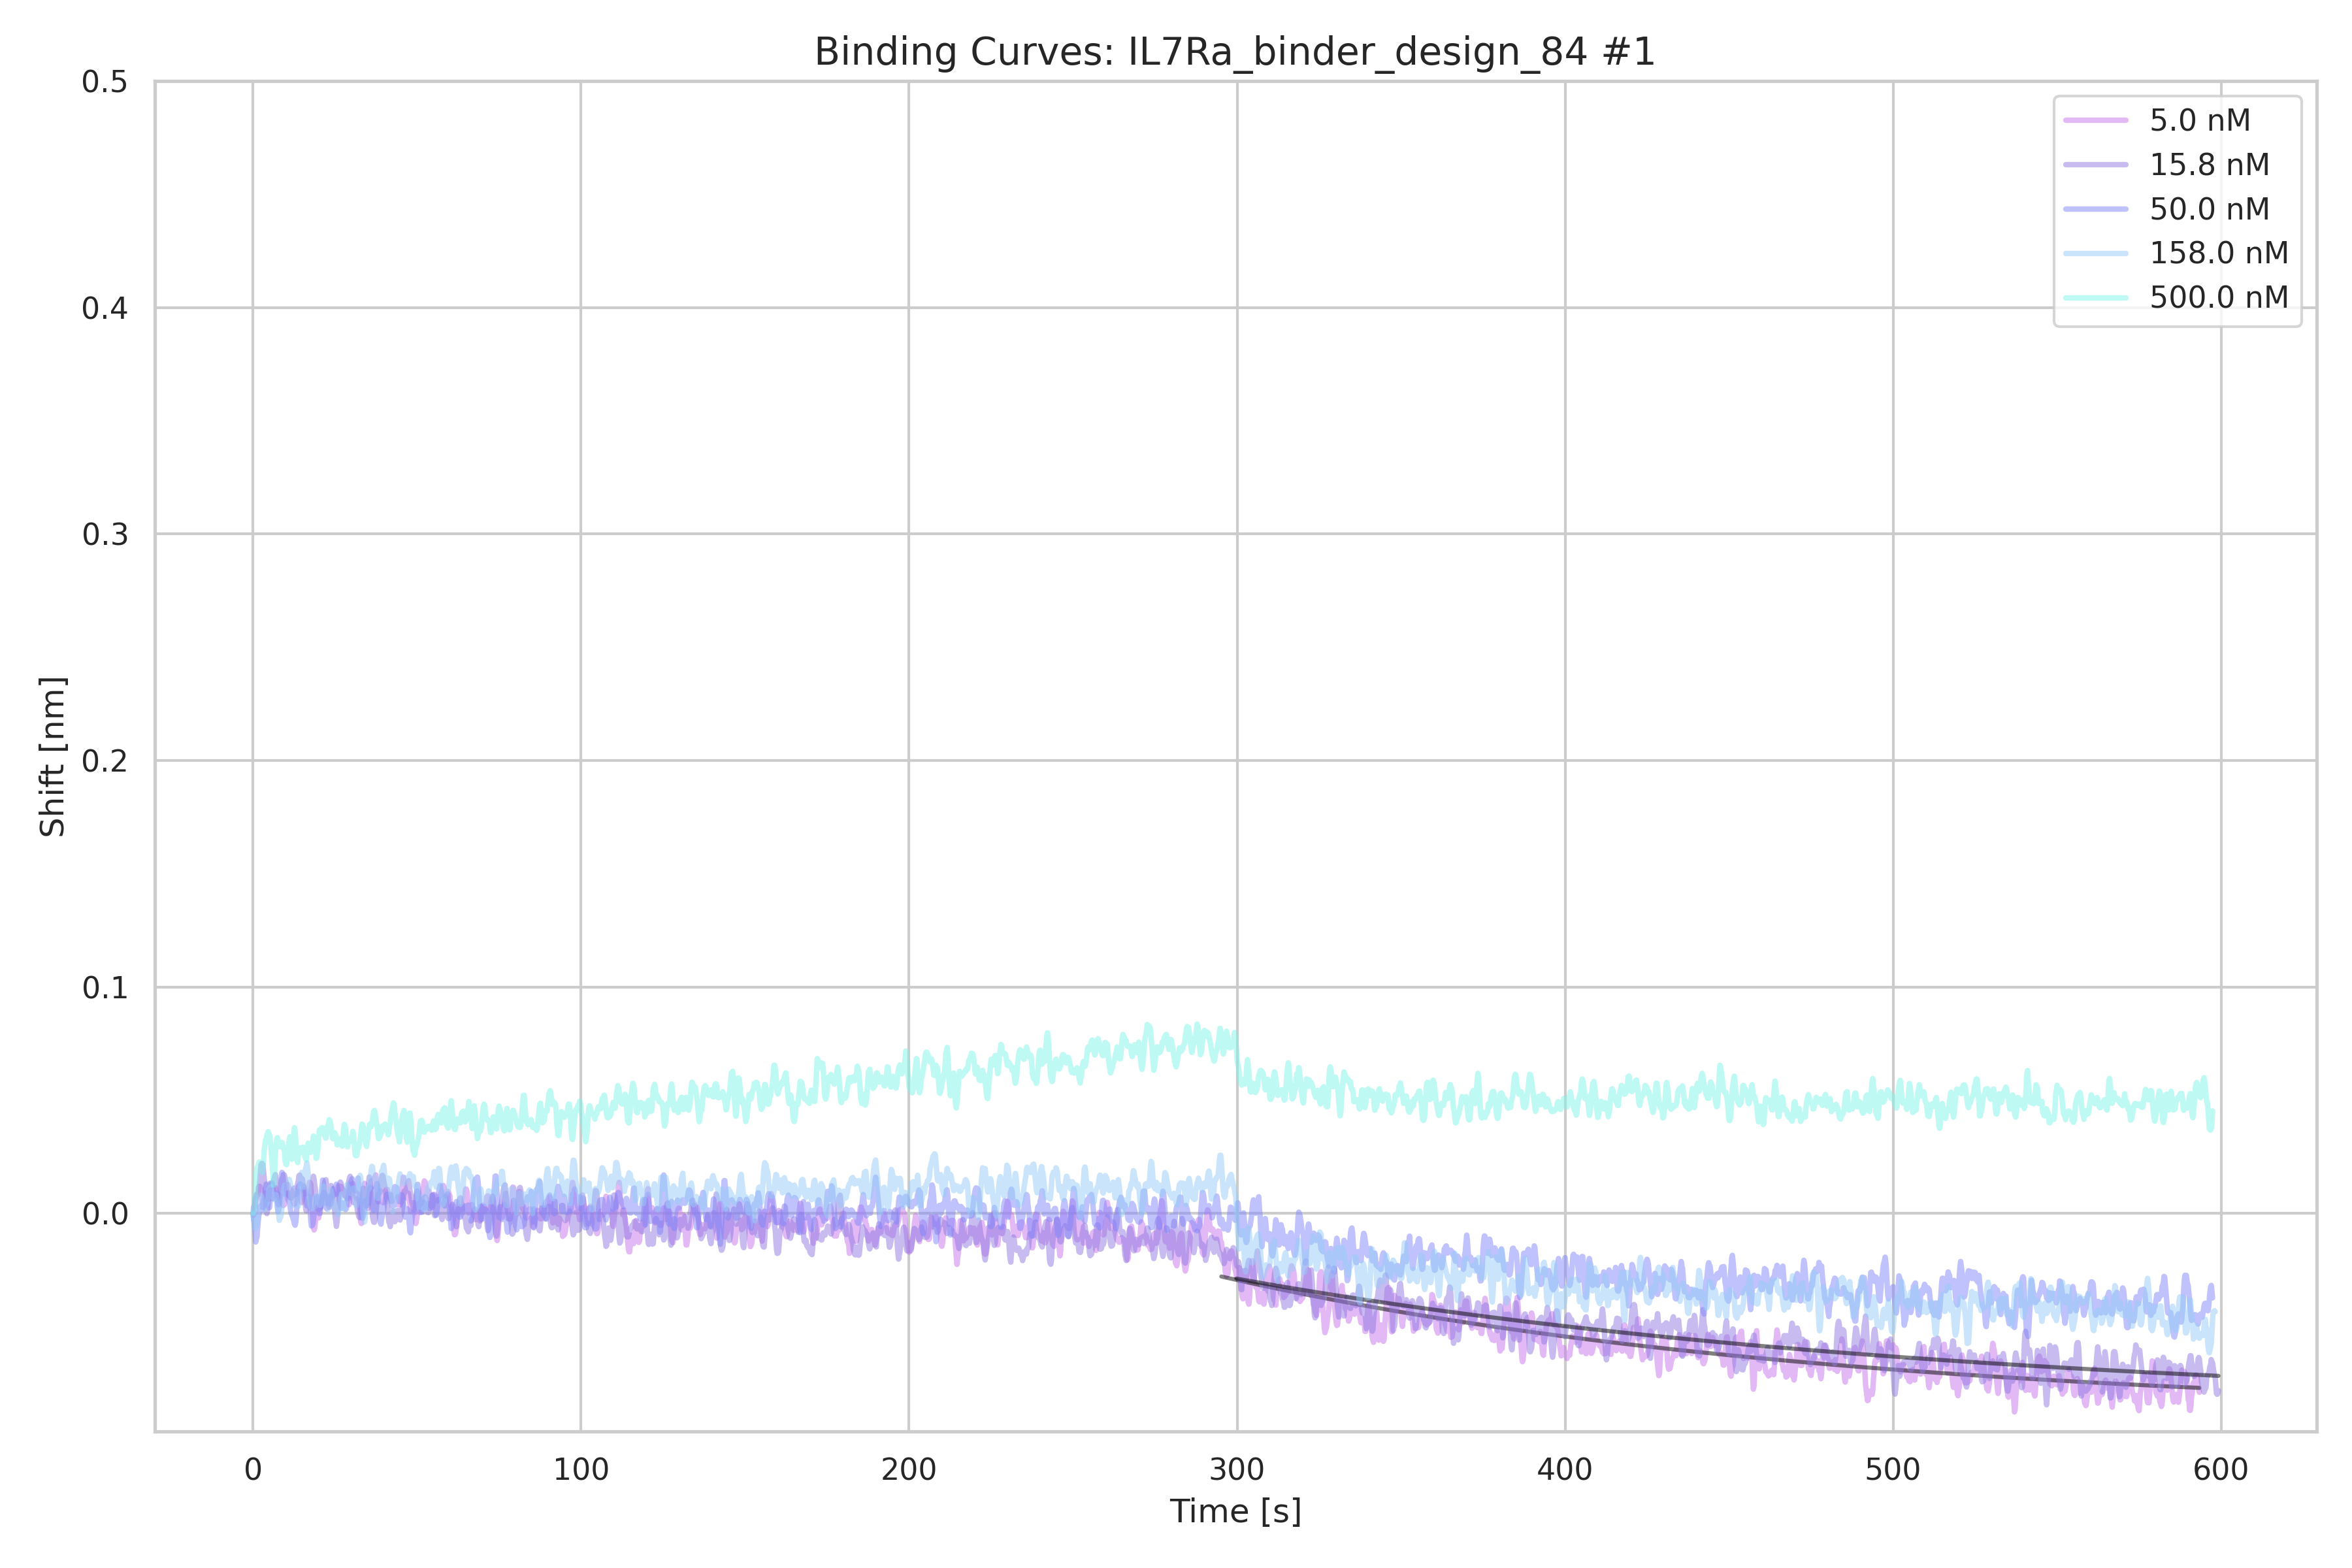 Binding Curves: IL7Ra_binder_design_84 #1
0.5
0.4
0.3
0.2
0.1
0.0
Shift [nm]
5.0 nM
15.8 nM
50.0 nM
158.0 nM
500.0 nM
0 100 200 300 400 500 600
Time [s]